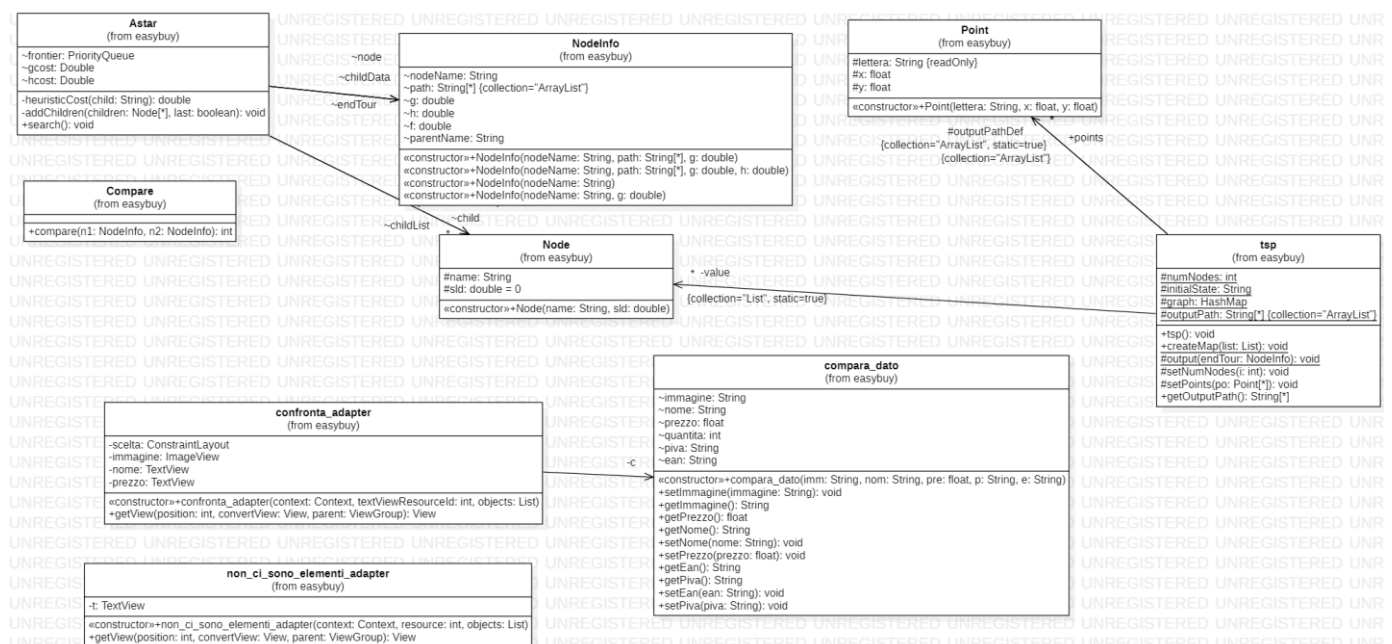 Astar
(from easybuy)
~frontier: PriorityQueue
~gcost: Double
~hcost: Double
-heuristicCost(child: String): double
-addChildren(children: Node[*], last: boolean): void
+search(): void
~node
~childData
~endTour
NodeInfo
(from easybuy)
~nodeName: String
~path: String[*] {collection="ArrayList"}
~g: double
~h: double
~f: double
~parentName: String
«constructor»+NodeInfo(nodeName: String, path: String[*], g: double)
«constructor»+NodeInfo(nodeName: String, path: String[*], g: double, h: double)
«constructor»+NodeInfo(nodeName: String)
«constructor»+NodeInfo(nodeName: String, g: double)
Point
(from easybuy)
#lettera: String {readOnly}
#x: float
#y: float
«constructor»+Point(lettera: String, x: float, y: float)
*
#outputPathDef
+points
{collection="ArrayList", static=true}
{collection="ArrayList"}
Compare
(from easybuy)
+compare(n1: NodeInfo, n2: NodeInfo): int
~childList
~child
*
Node
(from easybuy)
#name: String
#sld: double = 0
«constructor»+Node(name: String, sld: double)
* -value
{collection="List", static=true}
tsp
(from easybuy)
#numNodes: int
#initialState: String
#graph: HashMap
#outputPath: String[*] {collection="ArrayList"}
+tsp(): void
+createMap(list: List): void
#output(endTour: NodeInfo): void
#setNumNodes(i: int): void
#setPoints(po: Point[*]): void
+getOutputPath(): String[*]
confronta_adapter
(from easybuy)
-scelta: ConstraintLayout
-immagine: ImageView
-nome: TextView
-prezzo: TextView
«constructor»+confronta_adapter(context: Context, textViewResourceId: int, objects: List)
+getView(position: int, convertView: View, parent: ViewGroup): View
-c
compara_dato
(from easybuy)
~immagine: String
~nome: String
~prezzo: float
~quantita: int
~piva: String
~ean: String
«constructor»+compara_dato(imm: String, nom: String, pre: float, p: String, e: String)
+setImmagine(immagine: String): void
+getImmagine(): String
+getPrezzo(): float
+getNome(): String
+setNome(nome: String): void
+setPrezzo(prezzo: float): void
+getEan(): String
+getPiva(): String
+setEan(ean: String): void
+setPiva(piva: String): void
non_ci_sono_elementi_adapter
(from easybuy)
-t: TextView
«constructor»+non_ci_sono_elementi_adapter(context: Context, resource: int, objects: List)
+getView(position: int, convertView: View, parent: ViewGroup): View
UNREGISTERED